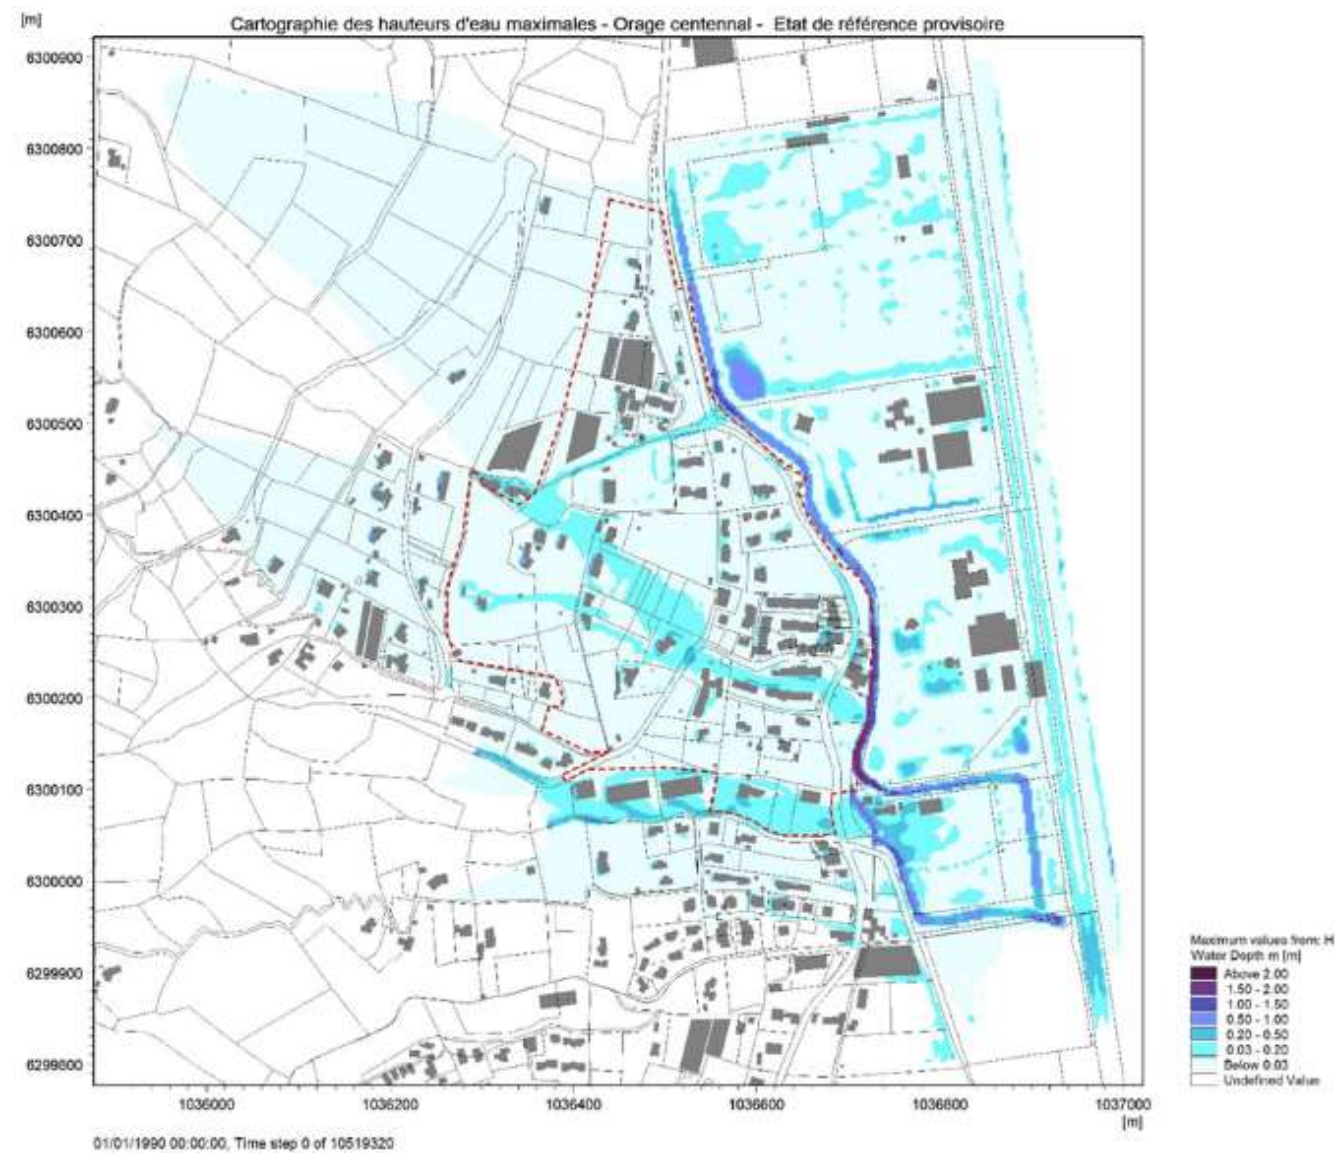 [m]
Cartographie des hauteurs d'eau maximales - Orage centennal - Etat de référence provisoire
6300900
6300800
6300700
6300600
6300500
6300400
6300300
6300200
6300100
6300000
6299900
6299800
1036000 1036200 1036400 1036600 1036800 1037000
[m]
Maximum values from: H
Water Depth m [m]
Above 2.00
1.50 - 2.00
1.00 - 1.50
0.50 - 1.00
0.20 - 0.50
0.03 - 0.20
Below 0.03
Undefined Value
01/01/1990 00:00:00, Time step 0 of 10519320